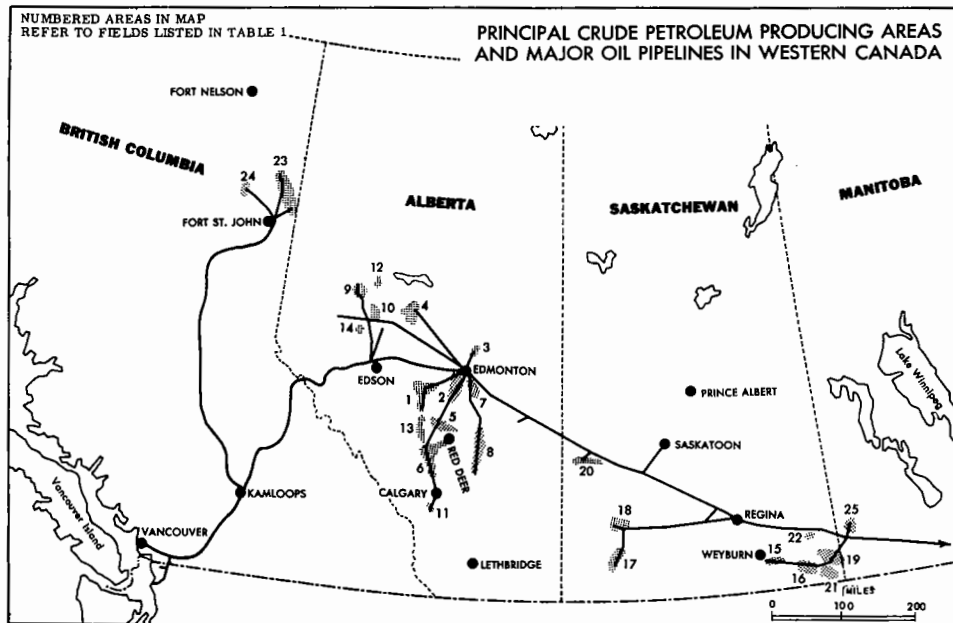 NUMBERED AREAS IN MAP
REFER TO FIELDS LISTED IN TABLE 1
PRINCIPAL CRUDE PETROLEUM PRODUCING AREAS
AND MAJOR OIL PIPELINES IN WESTERN CANADA
FORT NELSON
BRITISH COLUMBIA
23
24
ALBERTA
SASKATCHEWAN
MANITOBA
FORT ST. JOHN
12
9
10
4
14
3
EDMONTON
EDSON
1
2
7
PRINCE ALBERT
Lake Winnipeg
13
5
RED DEER
8
6
SASKATOON
20
CALGARY
11
KAMLOOPS
Vancouver Island
VANCOUVER
18
REGINA
25
22
WEYBURN
15
19
17
16
21
LETHBRIDGE
MILES
0 100 200